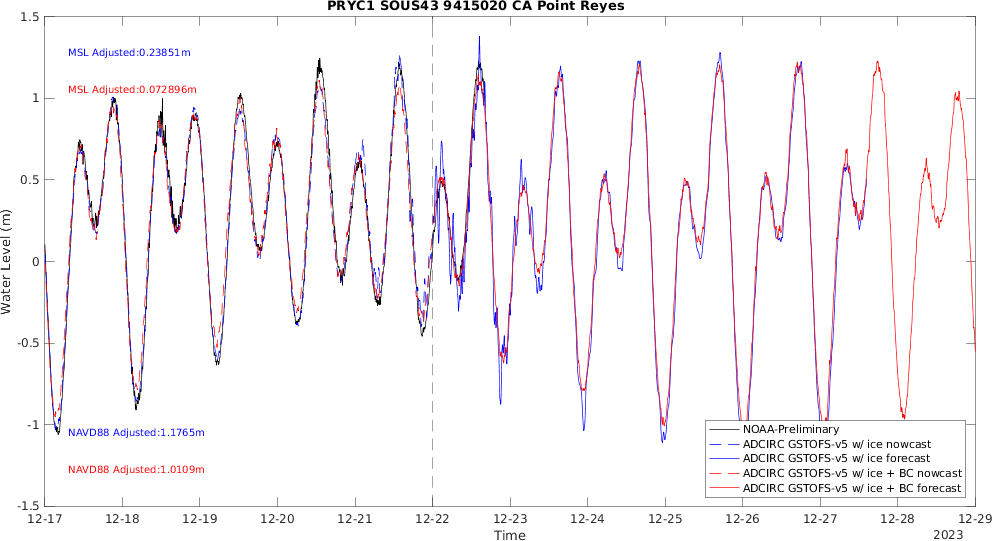 PRYC1 SOUS43 9415020 CA Point Reyes
1.5
1
0.5
0
-0.5
-1
-1.5
Water Level (m)
MSL Adjusted:0.23851m
MSL Adjusted:0.072896m
NAVD88 Adjusted:1.1765m
NAVD88 Adjusted:1.0109m
NOAA-Preliminary
ADCIRC GSTOFS-v5 w/ ice nowcast
ADCIRC GSTOFS-v5 w/ ice forecast
ADCIRC GSTOFS-v5 w/ ice + BC nowcast
ADCIRC GSTOFS-v5 w/ ice + BC forecast
12-17 12-18 12-19 12-20 12-21 12-22 12-23 12-24 12-25 12-26 12-27 12-28 12-29
Time
2023